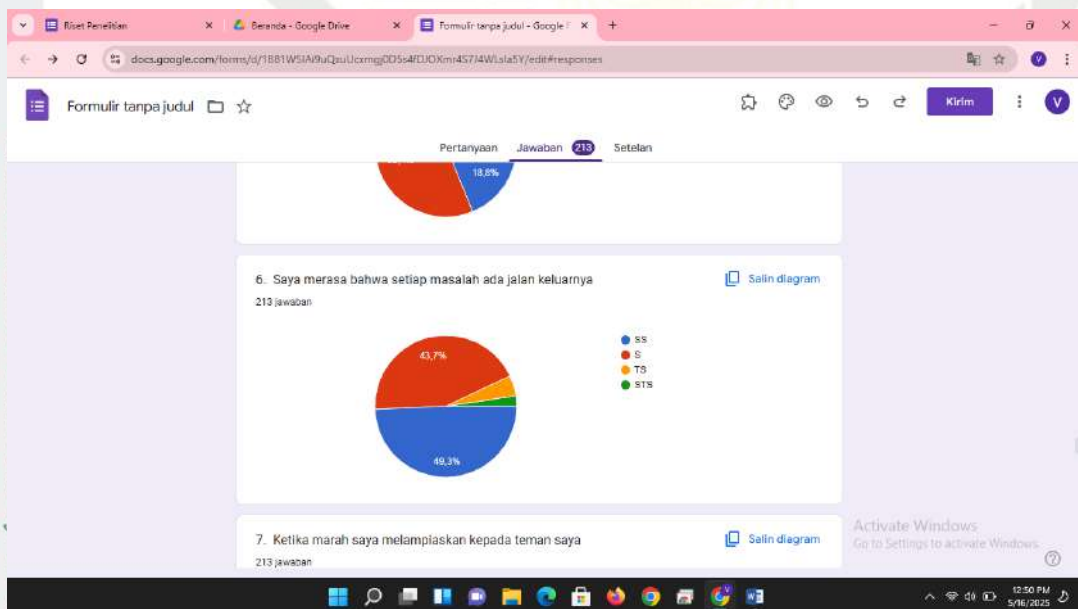 Riset Penelitian
Beranda - Google Drive
Formulir tanpa judul - Google F
Formulir tanpa judul
Kirim
V
Pertanyaan Jawaban 213 Setelan
18,8%
6. Saya merasa bahwa setiap masalah ada jalan keluarnya
Salin diagram
213 jawaban
43,7%
49,3%
SS
S
TS
STS
7. Ketika marah saya melampiaskan kepada teman saya
Salin diagram
213 jawaban
Activate Windows
Go to Settings to activate Windows.
12:50 PM
5/16/2025